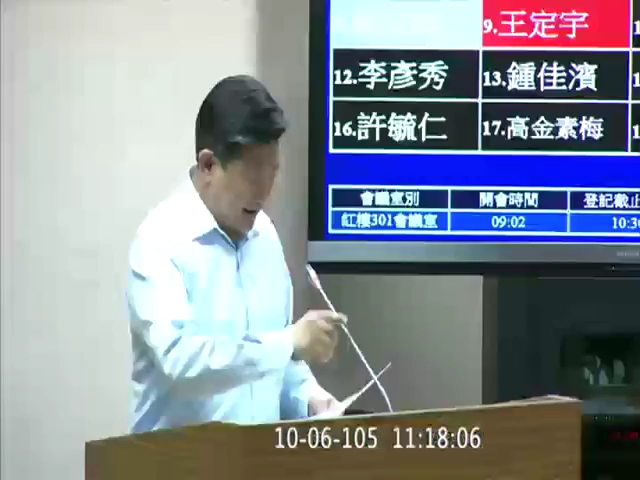 9.王定宇
12.李彥秀 13.鍾佳濱
16.許毓仁 17.高金素梅
會議室別 開會時間 登記截止
紅樓301會議室 09:02 10:3
10-06-105 11:18:06